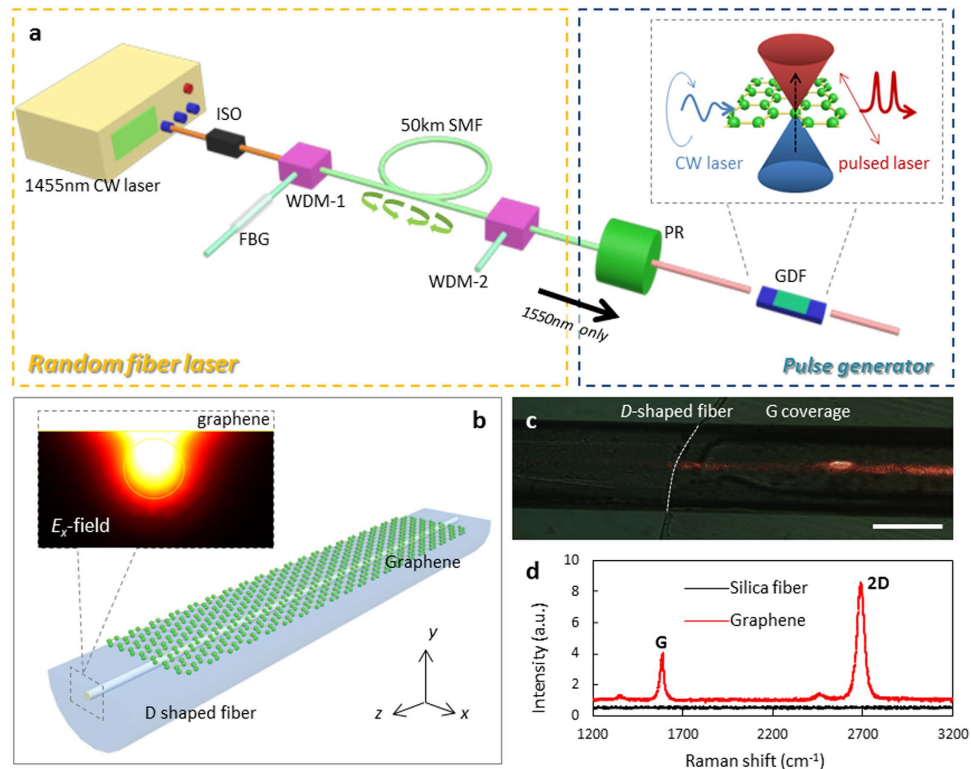 a
1455nm CW laser
ISO
WDM-1
FBG
50km SMF
WDM-2
1550nm only
Random fiber laser
PR
GDF
CW laser
pulsed laser
Pulse generator
b
graphene
Ex-field
Graphene
D shaped fiber
y
z
x
c
D-shaped fiber
G coverage
d
Intensity (a.u.)
10
8
6
4
2
0
Silica fiber
Graphene
G
2D
1200 1700 2200 2700 3200
Raman shift (cm-1)